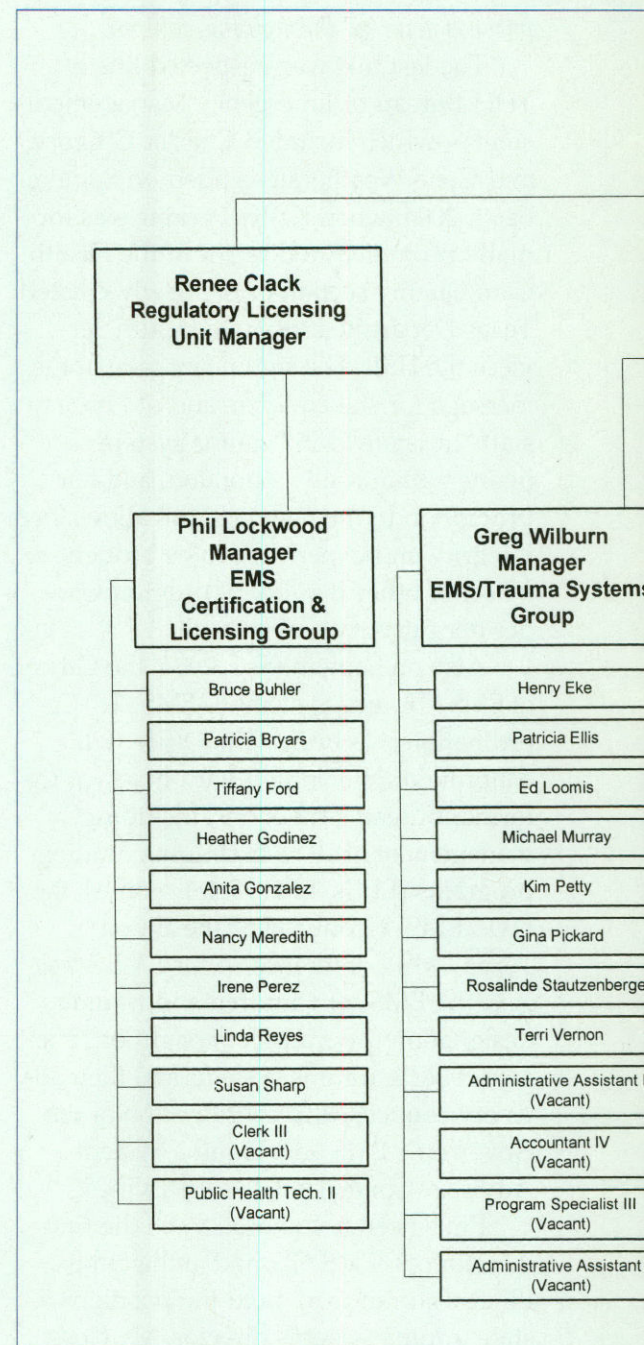 Renee Clack
Regulatory Licensing
Unit Manager
Phil Lockwood
Manager
EMS
Certification &
Licensing Group
Bruce Buhler
Patricia Bryars
Tiffany Ford
Heather Godinez
Anita Gonzalez
Nancy Meredith
Irene Perez
Linda Reyes
Susan Sharp
Clerk III
(Vacant)
Public Health Tech. II
(Vacant)
Greg Wilburn
Manager
EMS/Trauma Systems
Group
Henry Eke
Patricia Ellis
Ed Loomis
Michael Murray
Kim Petty
Gina Pickard
Rosalinde Stautzenberge
Terri Vernon
Administrative Assistant
(Vacant)
Accountant IV
(Vacant)
Program Specialist III
(Vacant)
Administrative Assistant
(Vacant)